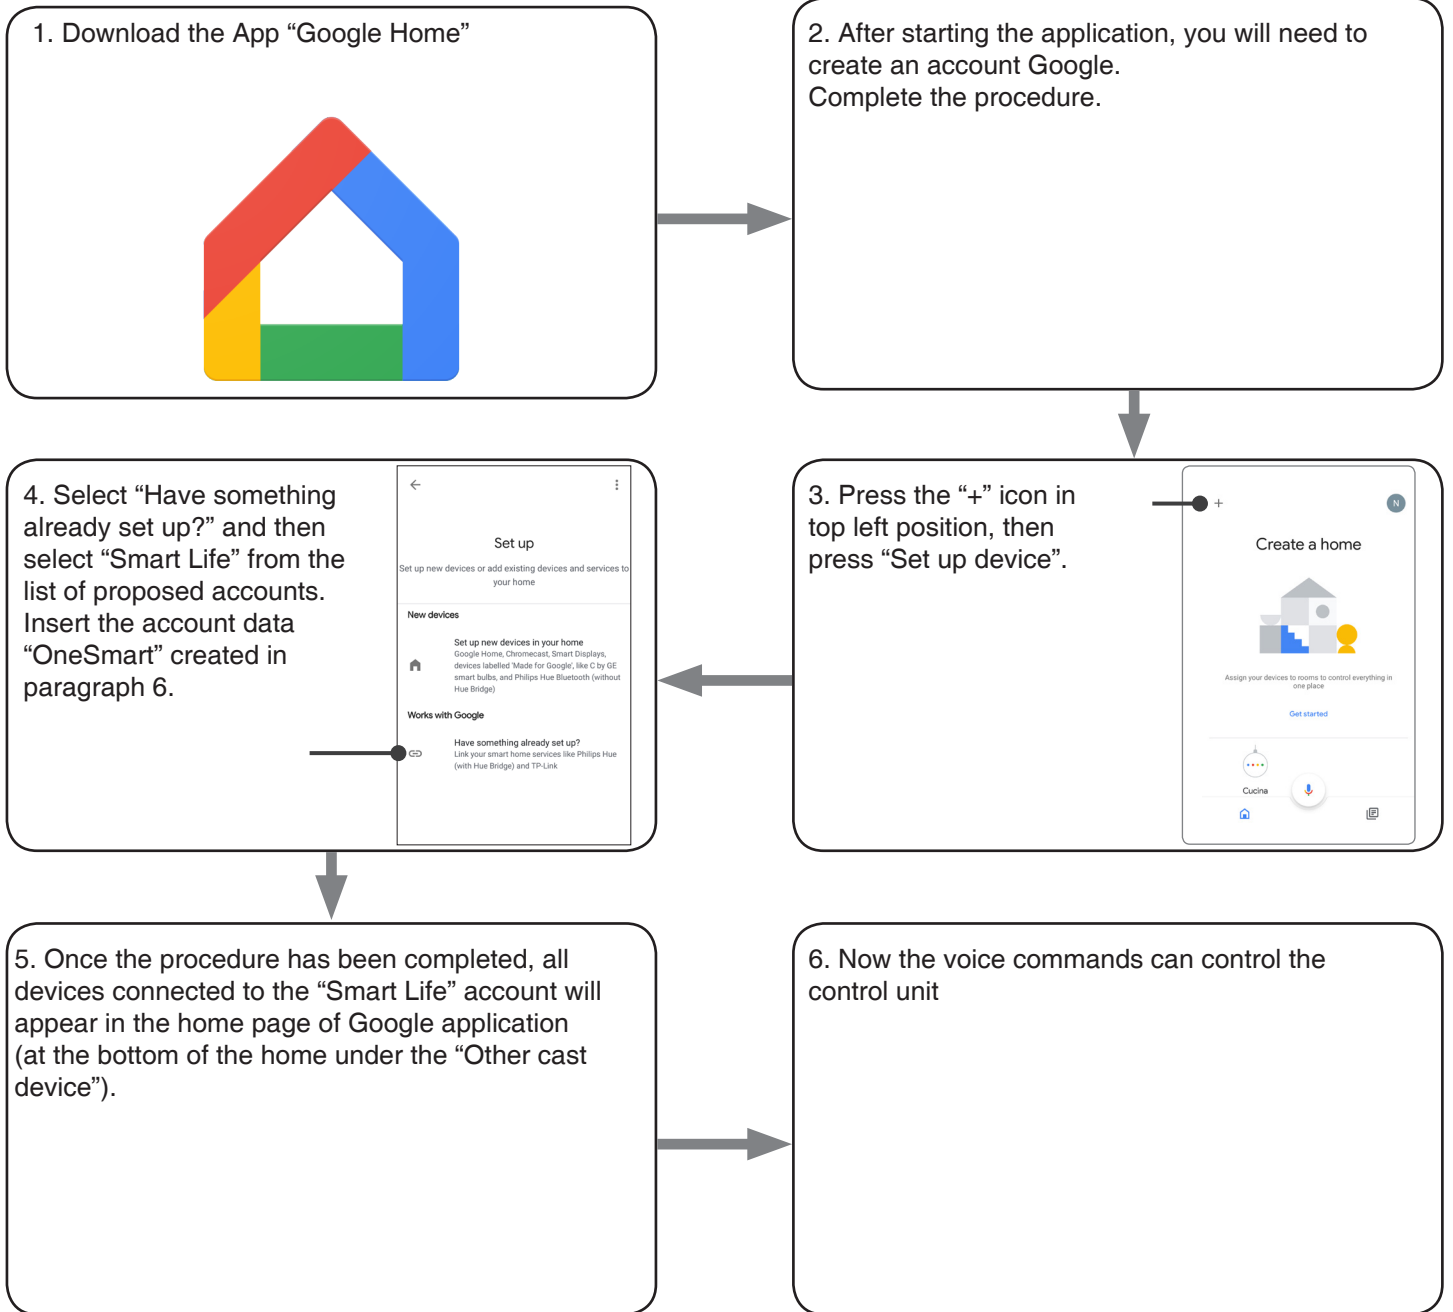 1. Download the App “Google Home”
2. After starting the application, you will need to
create an account Google.
Complete the procedure.
3. Press the “+” icon in
top left position, then
press “Set up device”.
+
N
Create a home
Assign your devices to rooms to control everything in
one place
Get started
Cucina
4. Select “Have something
already set up?” and then
select “Smart Life” from the
list of proposed accounts.
Insert the account data
“OneSmart” created in
paragraph 6.
Set up
Set up new devices or add existing devices and services to
your home
New devices
Set up new devices in your home
Google Home, Chromecast, Smart Displays,
devices labelled 'Made for Google', like C by GE
smart bulbs, and Philips Hue Bluetooth (without
Hue Bridge)
Works with Google
Have something already set up?
Link your smart home services like Philips Hue
(with Hue Bridge) and TP-Link
5. Once the procedure has been completed, all
devices connected to the “Smart Life” account will
appear in the home page of Google application
(at the bottom of the home under the “Other cast
device”).
6. Now the voice commands can control the
control unit